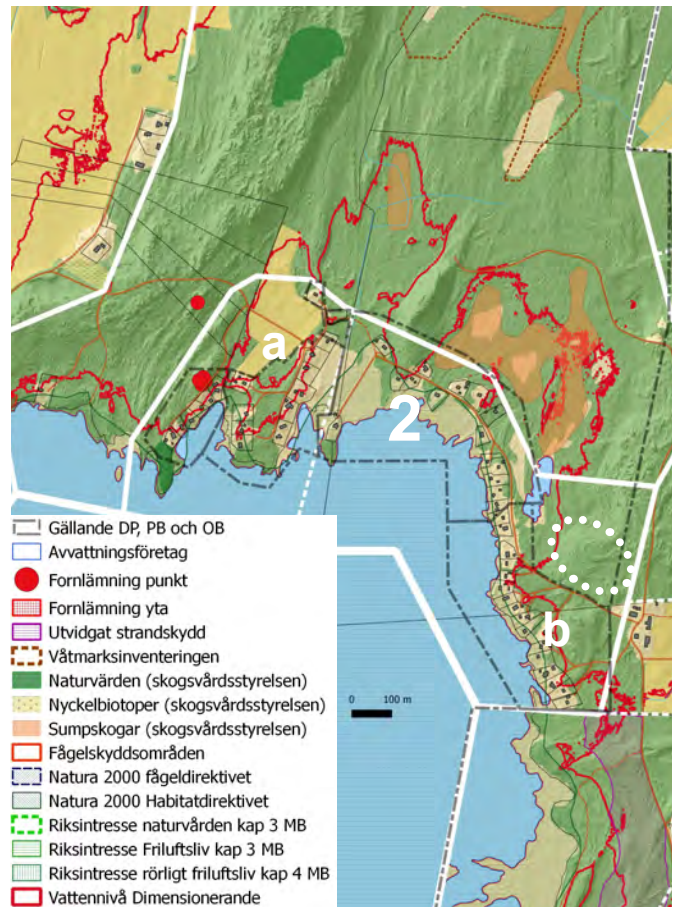 a
2
b
0 100 m
Gällande DP, PB och OB
Avvattningsföretag
Fornlämning punkt
Fornlämning yta
Utvidgat strandskydd
Våtmarksinventeringen
Naturvärden (skogsvårdsstyrelsen)
Nyckelbiotoper (skogsvårdsstyrelsen)
Sumpskogar (skogsvårdsstyrelsen)
Fågelskyddsområden
Natura 2000 fågeldirektivet
Natura 2000 Habitatdirektivet
Riksintresse naturvården kap 3 MB
Riksintresse Friluftsliv kap 3 MB
Riksintresse rörligt friluftsliv kap 4 MB
Vattennivå Dimensionerande